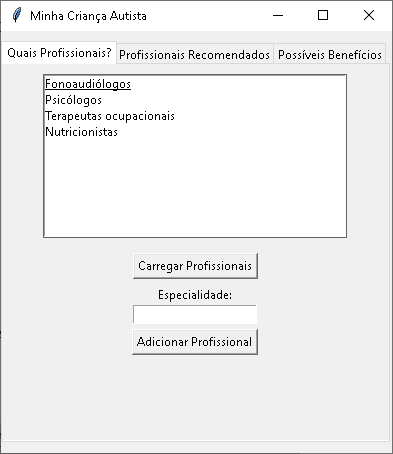 Minha Criança Autista
Quais Profissionais? Profissionais Recomendados Possíveis Benefícios
Fonoaudiólogos
Psicólogos
Terapeutas ocupacionais
Nutricionistas
Carregar Profissionais
Especialidade:
Adicionar Profissional